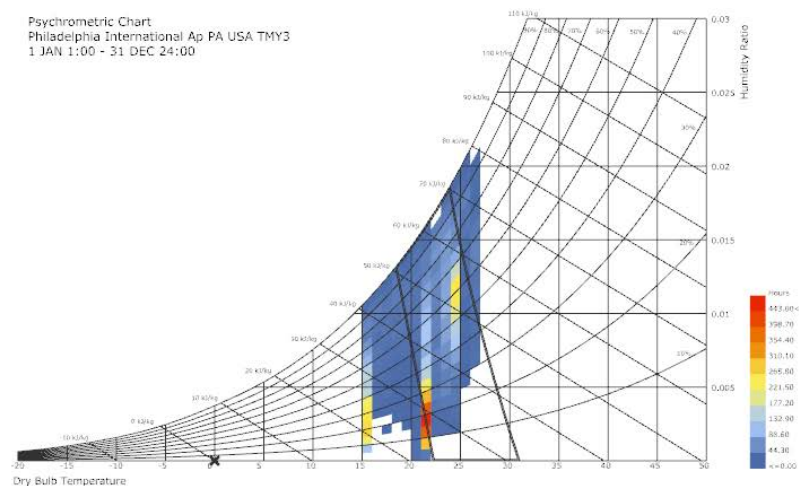 Psychrometric Chart
Philadelphia International Ap PA USA TMY3
1 JAN 1:00 - 31 DEC 24:00
110 kJ/kg
0.03
90%
80%
70%
60%
50%
40%
Humidity Ratio
100 kJ/kg
90 kJ/kg
0.025
30%
80 kJ/kg
0.02
70 kJ/kg
60 kJ/kg
0.015
20%
50 kJ/kg
40 kJ/kg
0.01
30 kJ/kg
10%
20 kJ/kg
0.005
10 kJ/kg
0 kJ/kg
-10 kJ/kg
-20
-15
-10
-5
0
5
10
15
20
25
30
35
40
45
50
Dry Bulb Temperature
Hours
443.00<
398.70
354.40
310.10
265.80
221.50
177.20
132.90
88.60
44.30
<=0.00